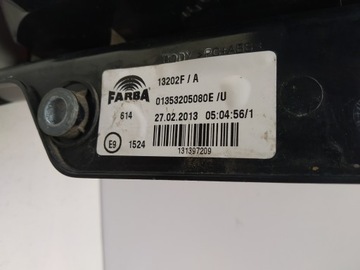 13202F / A
FARBA
01353205080E /U
614
27.02.2013 05:04:56/1
E9
1524
131397209